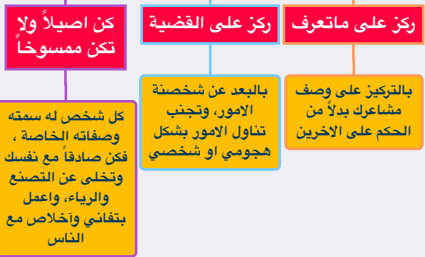 ركز على ماتعرف
بالتركيز على وصف
مشاعرك بدلاً من
الحكم على الاخرين
ركز على القضية
بالبعد عن شخصنة
الامور، وتجنب
تناول الامور بشكل
هجومي او شخصي
كن اصيلاً ولا
تكن ممسوخاً
كل شخص له سمته
وصفاته الخاصة ،
فكن صادقاً مع نفسك
وتخلى عن التصنع
والرياء، واعمل
بتفاني وآخلاص مع
الناس